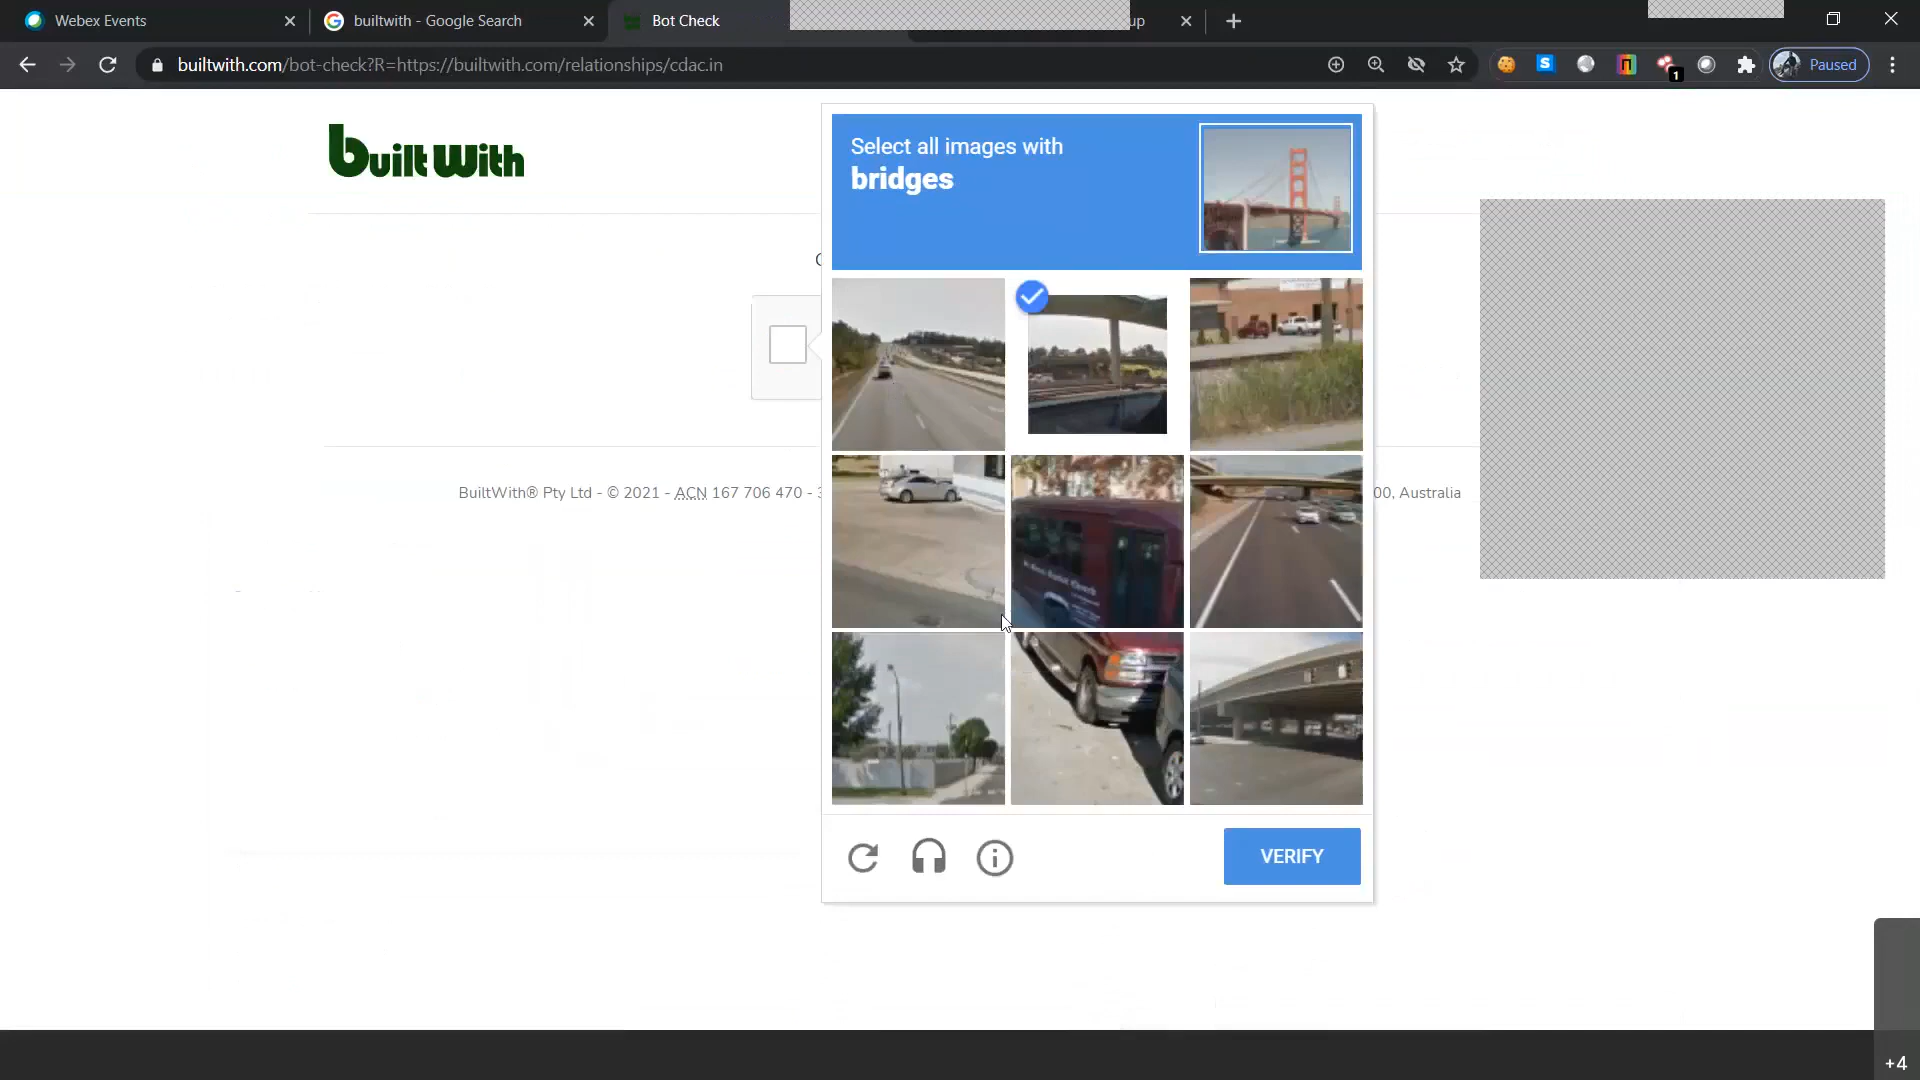 Webex Events
builtwith - Google Search
Bot Check
up
builtwith.com/bot-check?R=https://builtwith.com/relationships/cdac.in
1
Paused
builtwith
Select all images with
bridges
BuiltWith® Pty Ltd - © 2021 - ACN 167 706 470 -
00, Australia
VERIFY
+4